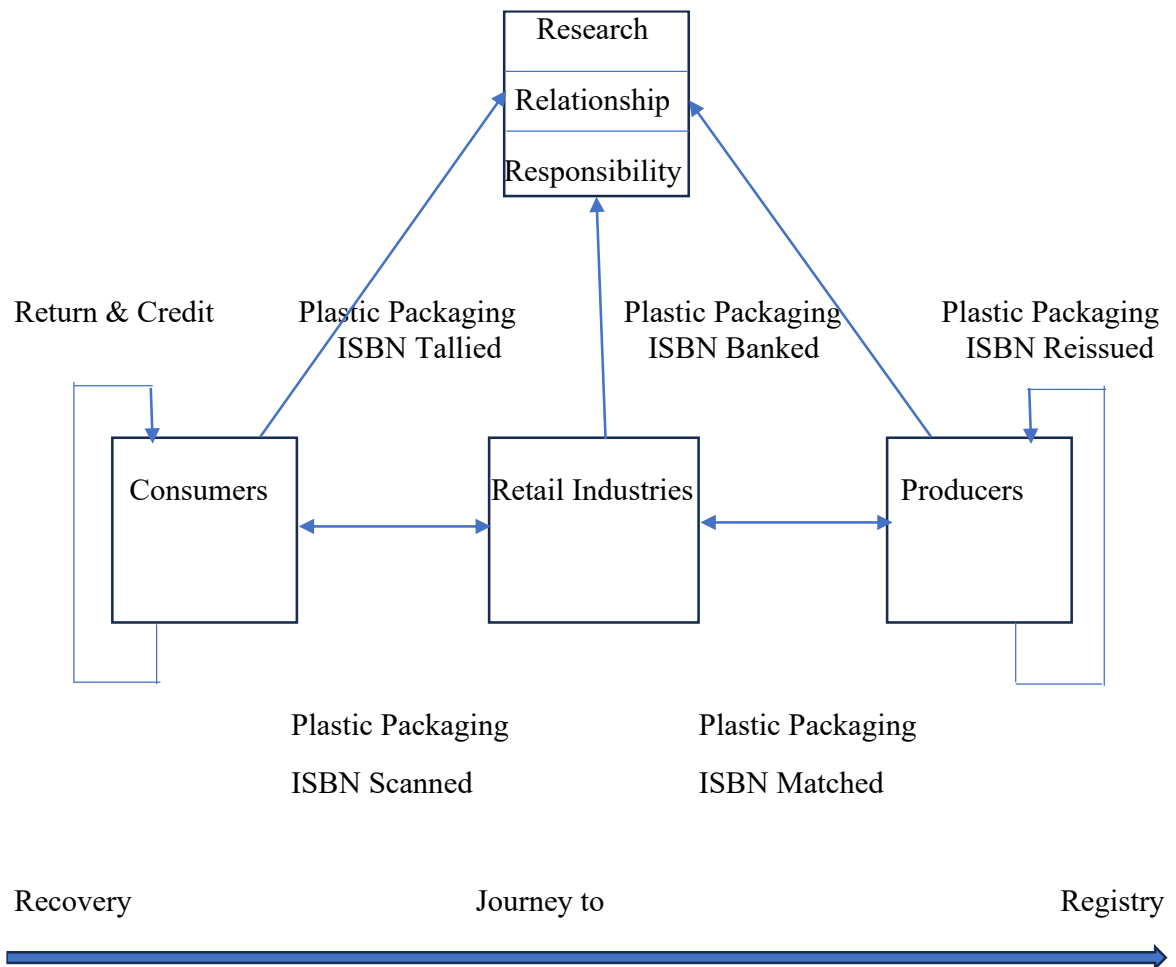 Research
Relationship
Responsibility
Return & Credit
Plastic Packaging
ISBN Tallied
Plastic Packaging
ISBN Banked
Plastic Packaging
ISBN Reissued
Consumers
Retail Industries
Producers
Plastic Packaging
ISBN Scanned
Plastic Packaging
ISBN Matched
Recovery
Journey to
Registry